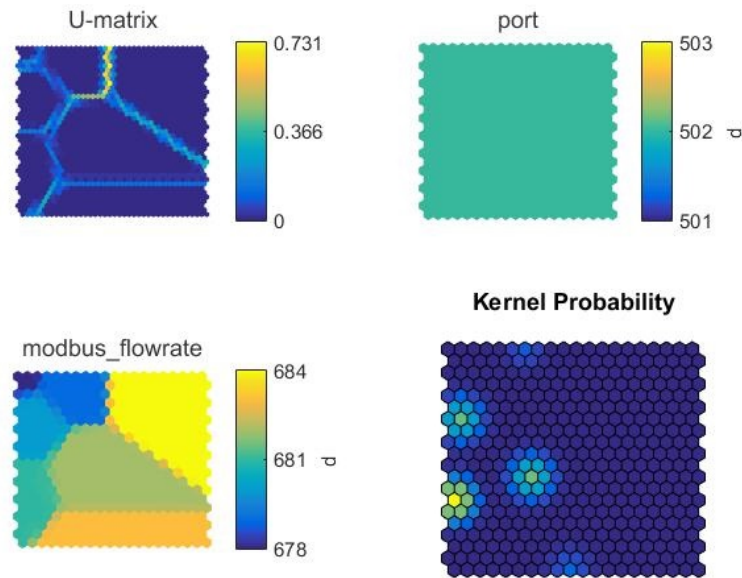 U-matrix
0.731
0.366
0
port
503
502
501
d
modbus_flowrate
684
681
678
d
Kernel Probability